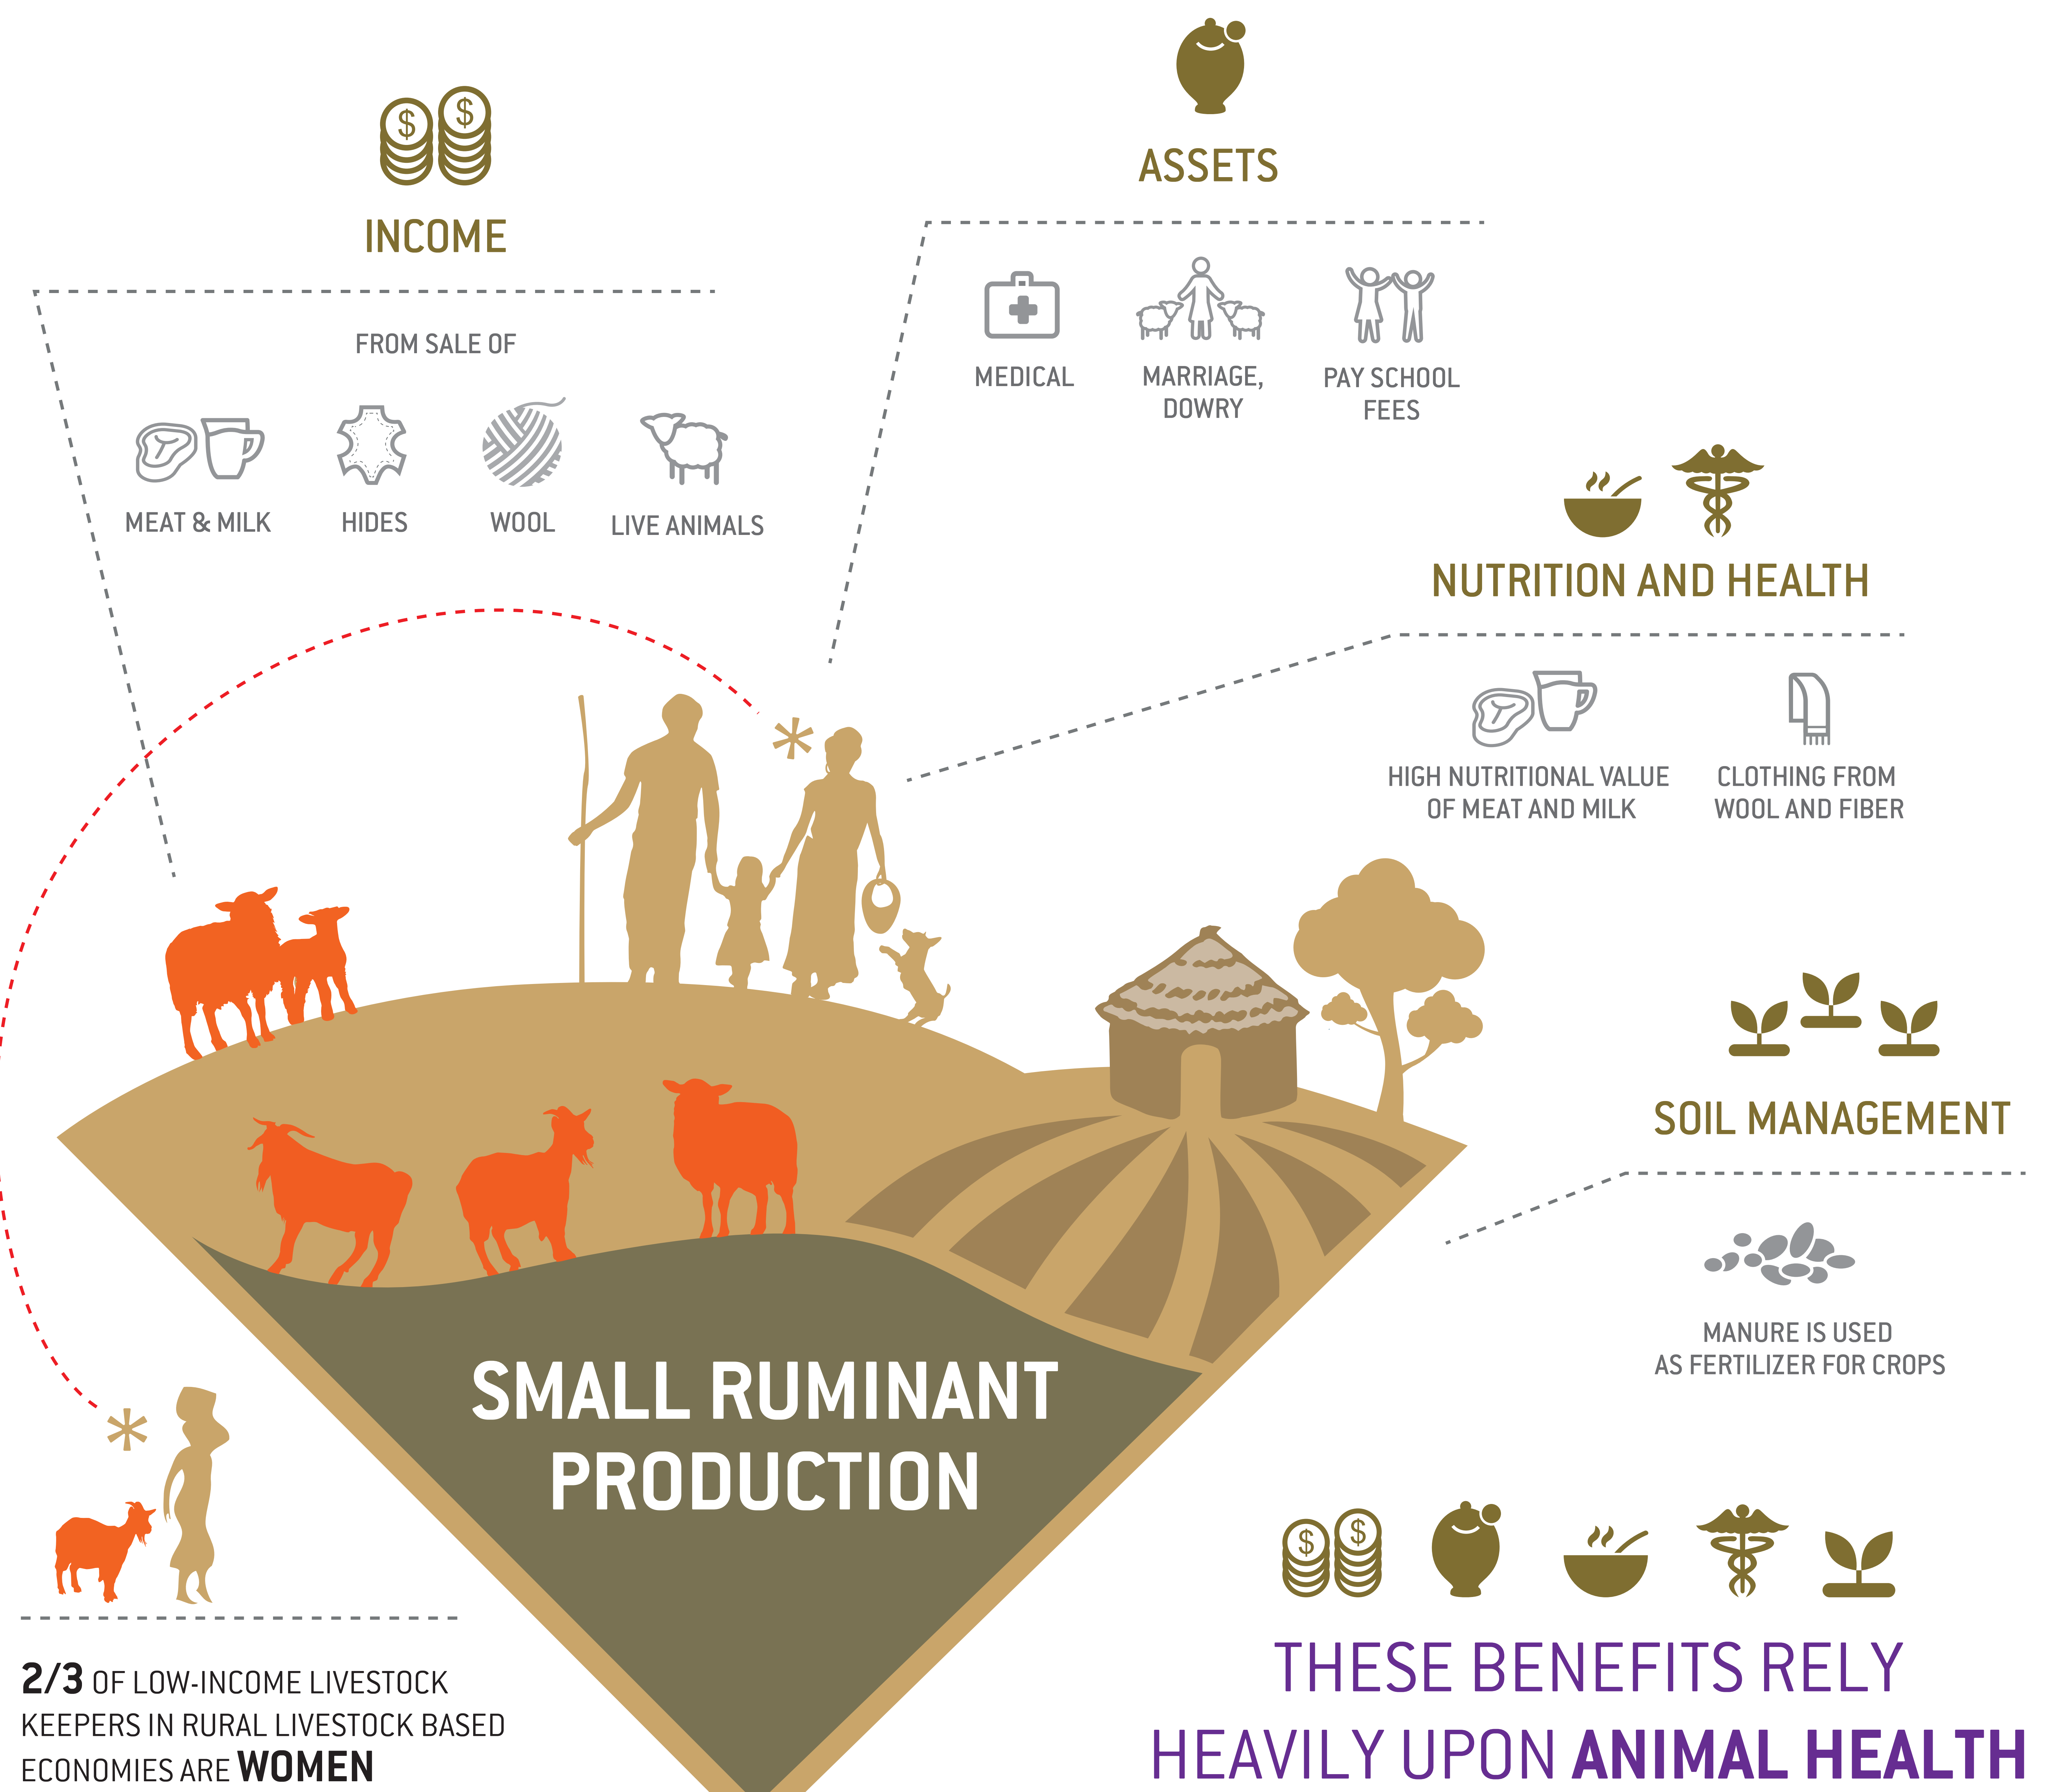 INCOME
FROM SALE OF
MEAT & MILK
HIDES
WOOL
LIVE ANIMALS
ASSETS
MEDICAL
MARRIAGE,
DOWRY
PAY SCHOOL
FEES
NUTRITION AND HEALTH
HIGH NUTRITIONAL VALUE
OF MEAT AND MILK
CLOTHING FROM
WOOL AND FIBER
SOIL MANAGEMENT
MANURE IS USED
AS FERTILIZER FOR CROPS
SMALL RUMINANT
PRODUCTION
2/3 OF LOW-INCOME LIVESTOCK
KEEPERS IN RURAL LIVESTOCK BASED
ECONOMIES ARE WOMEN
THESE BENEFITS RELY
HEAVILY UPON ANIMAL HEALTH